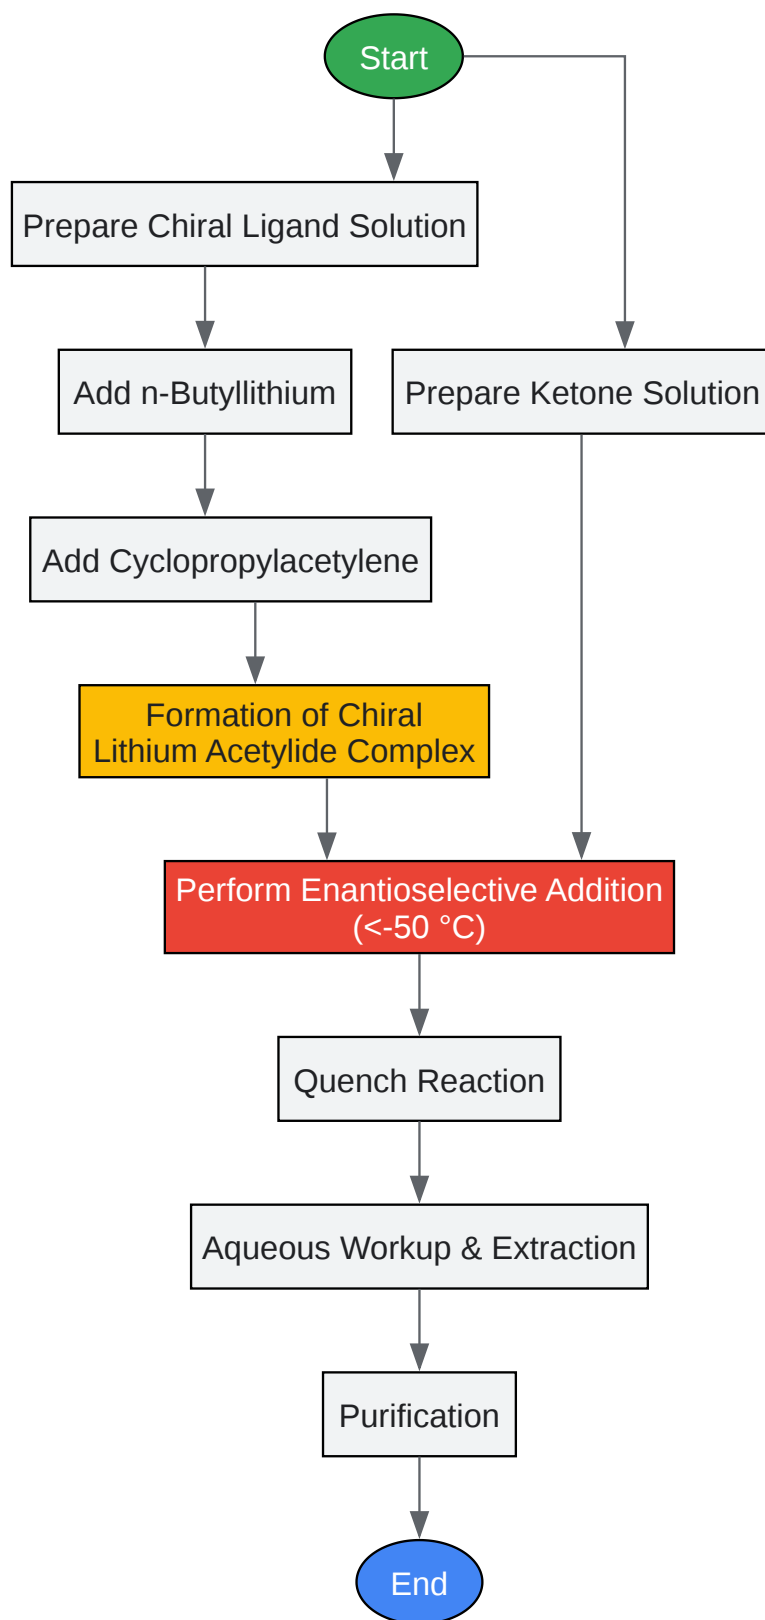 Start
Prepare Chiral Ligand Solution
Add n-Butyllithium
Prepare Ketone Solution
Add Cyclopropylacetylene
Formation of Chiral
Lithium Acetylide Complex
Perform Enantioselective Addition
(<-50 °C)
Quench Reaction
Aqueous Workup & Extraction
Purification
End